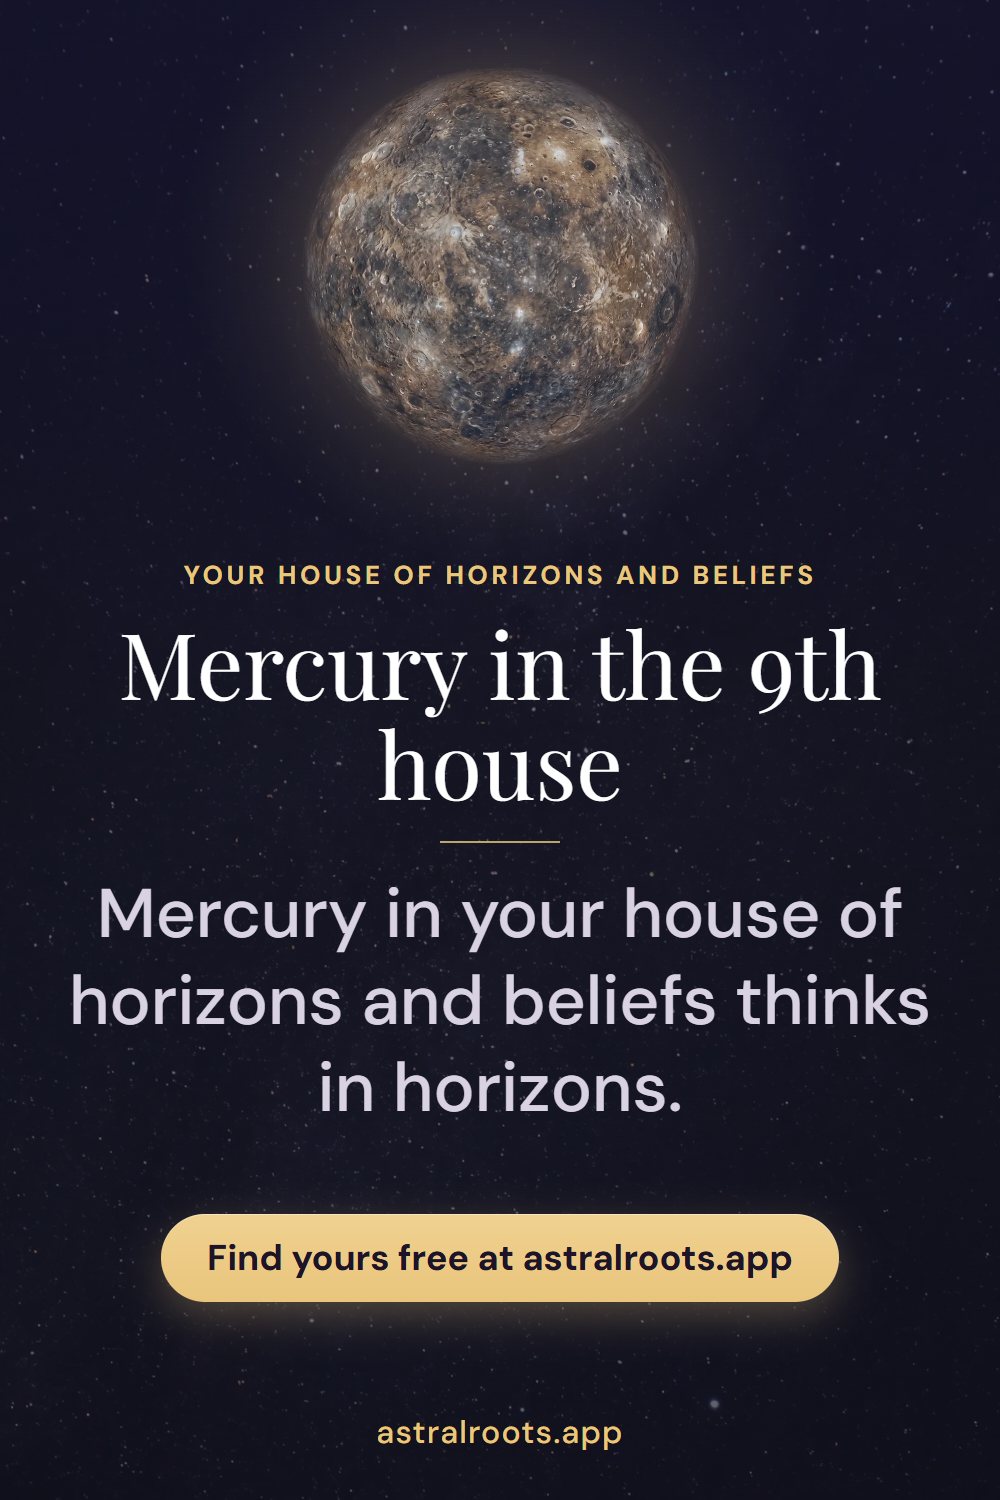 YOUR HOUSE OF HORIZONS AND BELIEFS
Mercury in the 9th
house
Mercury in your house of
horizons and beliefs thinks
in horizons.
Find yours free at astralroots.app
astralroots.app